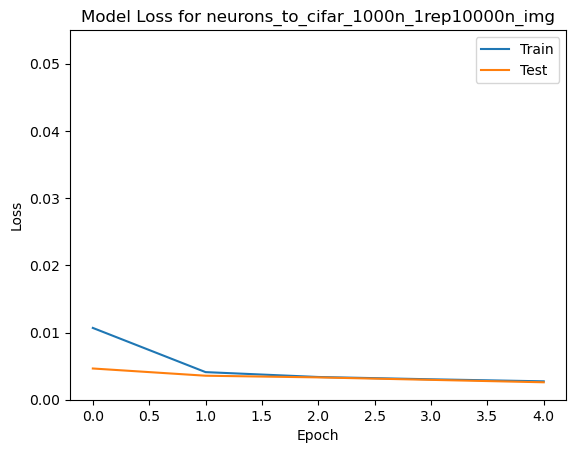 Model Loss for neurons_to_cifar_1000n_1rep10000n_img
Train
Test
0.05
0.04
0.03
0.02
0.01
0.00
Loss
0.0 0.5 1.0 1.5 2.0 2.5 3.0 3.5 4.0
Epoch